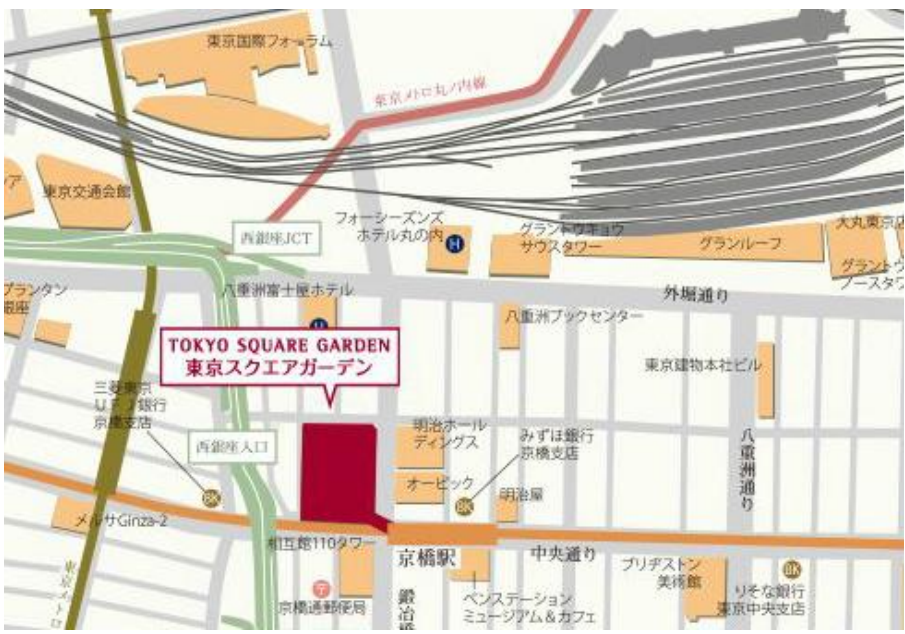 東京国際フォーラム
東京メトロ丸ノ内線
ア
東京交通会館
西銀座JCT
フォーシーズンズ
ホテル丸の内
H
グラントウキョウ
サウスタワー
グランルーフ
大丸東京店
グラントウ
ノースタワ
外堀通り
プランタン
銀座
八重洲富士屋ホテル
H
八重洲ブックセンター
TOKYO SQUARE GARDEN
東京スクエアガーデン
東京建物本社ビル
三菱東京
UFJ銀行
京橋支店
BK
西銀座入口
明治ホール
ディングス
みずほ銀行
京橋支店
BK
オービック
明治屋
八重洲通り
メルサGinza-2
相互館110タワー
京橋駅
中央通り
ブリヂストン
美術館
BK
りそな銀行
東京中央支店
東京メトロ
〒
京橋通郵便局
鍛冶橋
ペンステーション
ミュージアム&カフェ